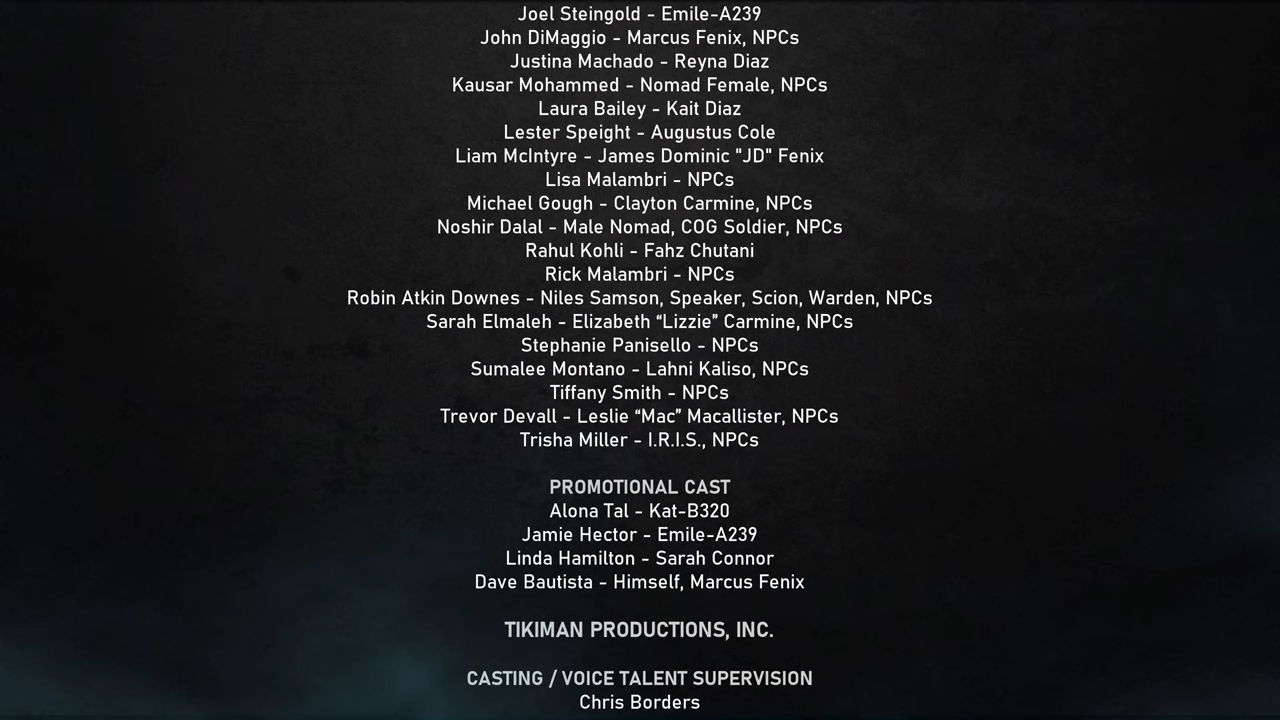 Joel Steingold - Emile-A239
John DiMaggio - Marcus Fenix, NPCs
Justina Machado - Reyna Diaz
Kausar Mohammed - Nomad Female, NPCs
Laura Bailey - Kait Diaz
Lester Speight - Augustus Cole
Liam McIntyre - James Dominic "JD" Fenix
Lisa Malambri - NPCs
Michael Gough - Clayton Carmine, NPCs
Noshir Dalal - Male Nomad, COG Soldier, NPCs
Rahul Kohli - Fahz Chutani
Rick Malambri - NPCs
Robin Atkin Downes - Niles Samson, Speaker, Scion, Warden, NPCs
Sarah Elmaleh - Elizabeth “Lizzie” Carmine, NPCs
Stephanie Panisello - NPCs
Sumalee Montano - Lahni Kaliso, NPCs
Tiffany Smith - NPCs
Trevor Devall - Leslie “Mac” Macallister, NPCs
Trisha Miller - I.R.I.S., NPCs
PROMOTIONAL CAST
Alona Tal - Kat-B320
Jamie Hector - Emile-A239
Linda Hamilton - Sarah Connor
Dave Bautista - Himself, Marcus Fenix
TIKIMAN PRODUCTIONS, INC.
CASTING / VOICE TALENT SUPERVISION
Chris Borders